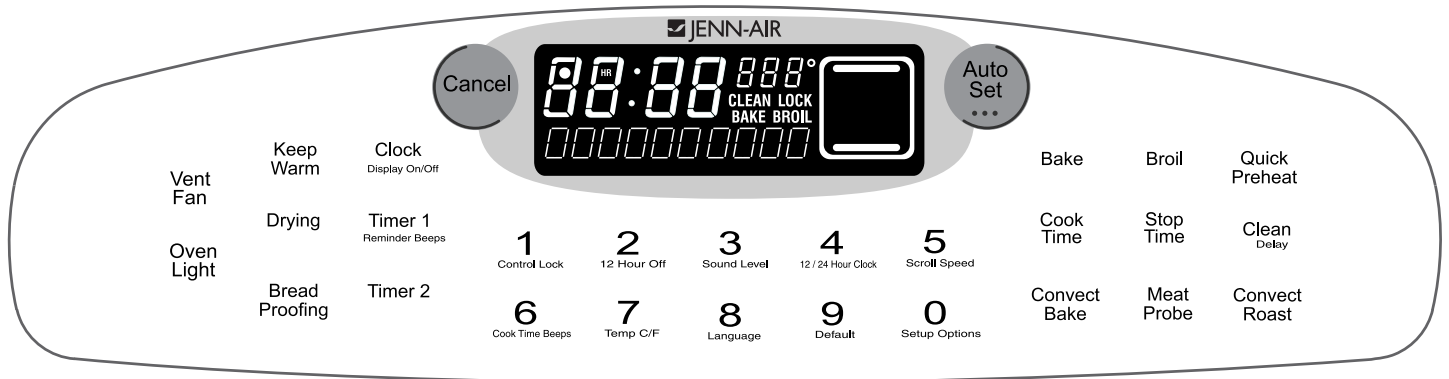 JENN-AIR
Cancel
88:88 888°
HR
CLEAN LOCK
BAKE BROIL
Auto
Set
Vent
Fan
Oven
Light
Keep
Warm
Drying
Bread
Proofing
Clock
Display On/Off
Timer 1
Reminder Beeps
Timer 2
1
Control Lock
2
12 Hour Off
3
Sound Level
4
12 / 24 Hour Clock
5
Scroll Speed
6
Cook Time Beeps
7
Temp C/F
8
Language
9
Default
0
Setup Options
Bake
Broil
Quick
Preheat
Cook
Time
Stop
Time
Clean
Delay
Convect
Bake
Meat
Probe
Convect
Roast